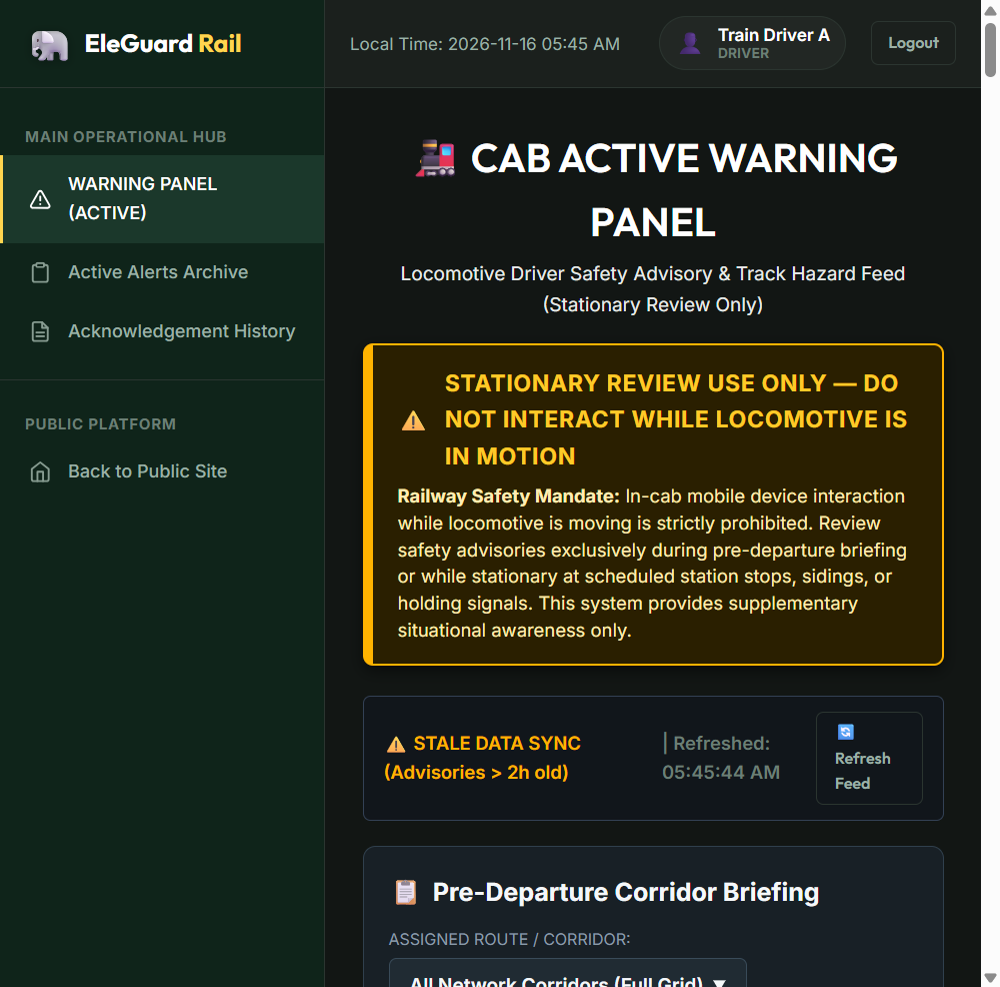 EleGuard Rail
Local Time: 2026-11-16 05:45 AM
Train Driver A
DRIVER
Logout
MAIN OPERATIONAL HUB
WARNING PANEL
(ACTIVE)
Active Alerts Archive
Acknowledgement History
PUBLIC PLATFORM
Back to Public Site
CAB ACTIVE WARNING
PANEL
Locomotive Driver Safety Advisory & Track Hazard Feed
(Stationary Review Only)
STATIONARY REVIEW USE ONLY — DO
NOT INTERACT WHILE LOCOMOTIVE IS
IN MOTION
Railway Safety Mandate: In-cab mobile device interaction
while locomotive is moving is strictly prohibited. Review
safety advisories exclusively during pre-departure briefing
or while stationary at scheduled station stops, sidings, or
holding signals. This system provides supplementary
situational awareness only.
STALE DATA SYNC
(Advisories > 2h old)
| Refreshed:
05:45:44 AM
Refresh
Feed
Pre-Departure Corridor Briefing
ASSIGNED ROUTE / CORRIDOR:
All Network Corridors (Full Grid) ▼